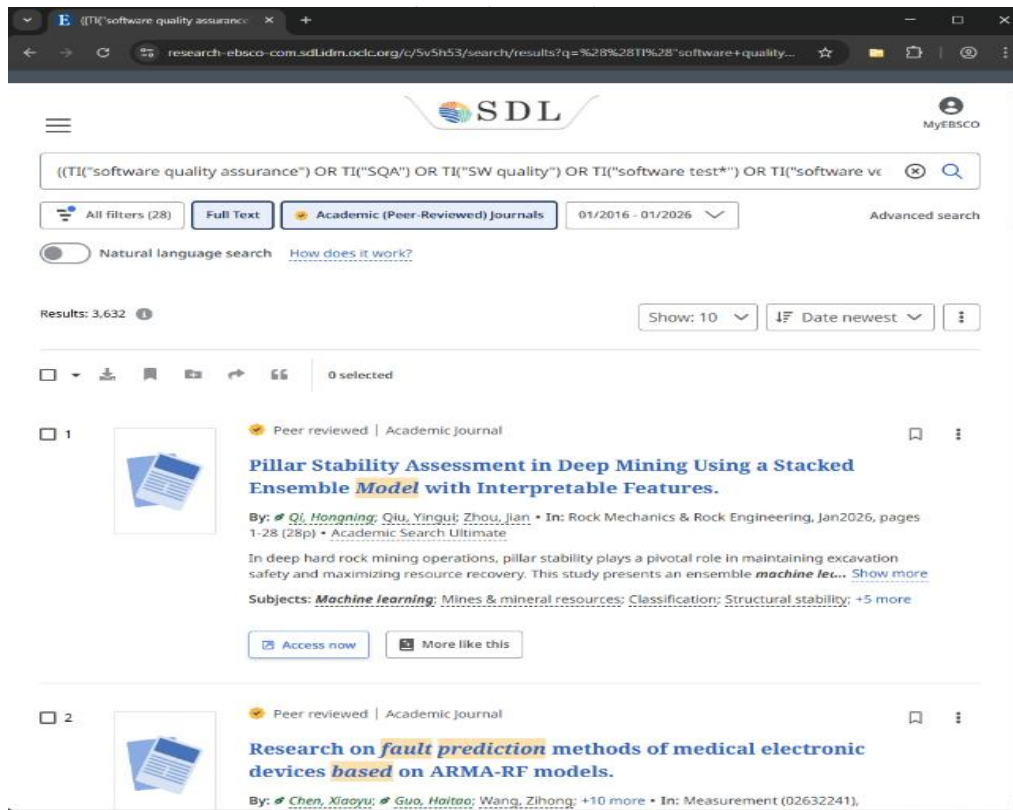 ((TI("software quality assurance
research-ebsco-com.sdl.idm.oclc.org/c/5v5h53/search/results?q=%28%28TI%28"software+quality...
SDL
MyEBSCO
((TI("software quality assurance") OR TI("SQA") OR TI("SW quality") OR TI("software test*") OR TI("software ve
All filters (28) Full Text Academic (Peer-Reviewed) Journals 01/2016 - 01/2026 Advanced search
Natural language search How does it work?
Results: 3,632 Show: 10 Date newest
0 selected
1 Peer reviewed | Academic Journal
Pillar Stability Assessment in Deep Mining Using a Stacked
Ensemble Model with Interpretable Features.
By: Qi, Hongning; Qiu, Yingui; Zhou, Jian • In: Rock Mechanics & Rock Engineering, Jan2026, pages
1-28 (28p) • Academic Search Ultimate
In deep hard rock mining operations, pillar stability plays a pivotal role in maintaining excavation
safety and maximizing resource recovery. This study presents an ensemble machine le... Show more
Subjects: Machine learning; Mines & mineral resources; Classification; Structural stability; +5 more
Access now More like this
2 Peer reviewed | Academic Journal
Research on fault prediction methods of medical electronic
devices based on ARMA-RF models.
By: Chen, Xiaoyu; Guo, Haitao; Wang, Zihong; +10 more • In: Measurement (02632241),